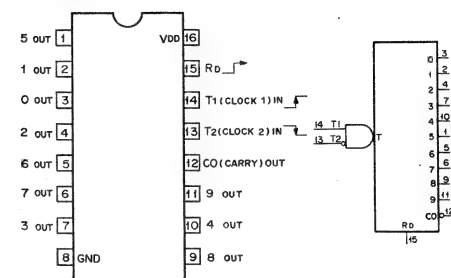 5 OUT 1 VDD 16
1 OUT 2 15 RD
0 OUT 3 14 T1(CLOCK 1)IN
2 OUT 4 13 T2(CLOCK 2)IN
6 OUT 5 12 CO(CARRY)OUT
7 OUT 6 11 9 OUT
3 OUT 7 10 4 OUT
8 GND 9 8 OUT
14 T1
13 T2
T
0 3
1 2
2 4
3 7
4 10
5 1
6 5
7 6
8 9
9 11
CO 12
RD
15